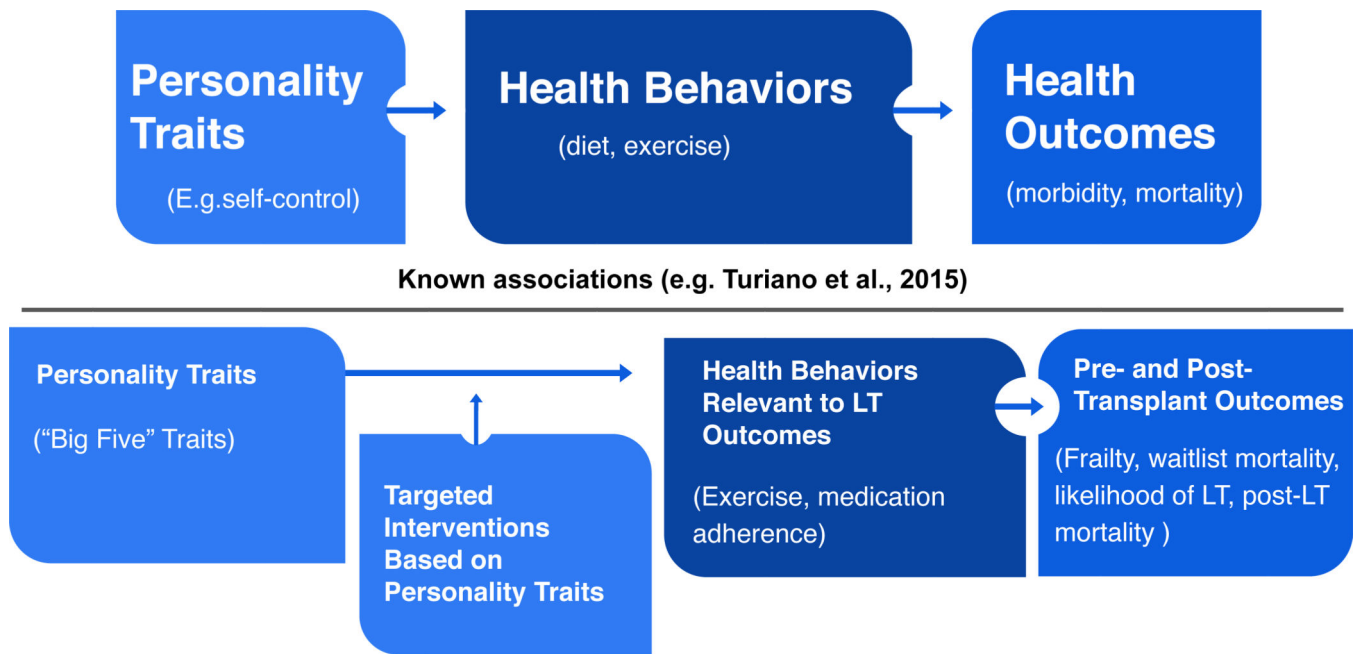 Personality
Traits
(E.g.self-control)
Health Behaviors
(diet, exercise)
Health
Outcomes
(morbidity, mortality)
Known associations (e.g. Turiano et al., 2015)
Personality Traits
(“Big Five” Traits)
Targeted
Interventions
Based on
Personality Traits
Health Behaviors
Relevant to LT
Outcomes
(Exercise, medication
adherence)
Pre- and Post-
Transplant Outcomes
(Frailty, waitlist mortality,
likelihood of LT, post-LT
mortality )